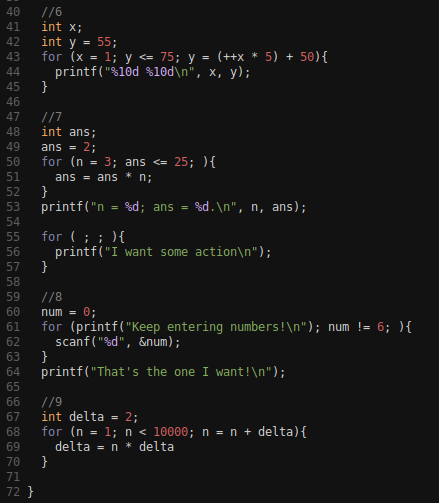 40 //6
41 int x;
42 int y = 55;
43 for (x = 1; y <= 75; y = (++x * 5) + 50){
44 printf("%10d %10d\n", x, y);
45 }
46
47 //7
48 int ans;
49 ans = 2;
50 for (n = 3; ans <= 25; ){
51 ans = ans * n;
52 }
53 printf("n = %d; ans = %d.\n", n, ans);
54
55 for ( ; ; ){
56 printf("I want some action\n");
57 }
58
59 //8
60 num = 0;
61 for (printf("Keep entering numbers!\n"); num != 6; ){
62 scanf("%d", &num);
63 }
64 printf("That's the one I want!\n");
65
66 //9
67 int delta = 2;
68 for (n = 1; n < 10000; n = n + delta){
69 delta = n * delta
70 }
71
72 }